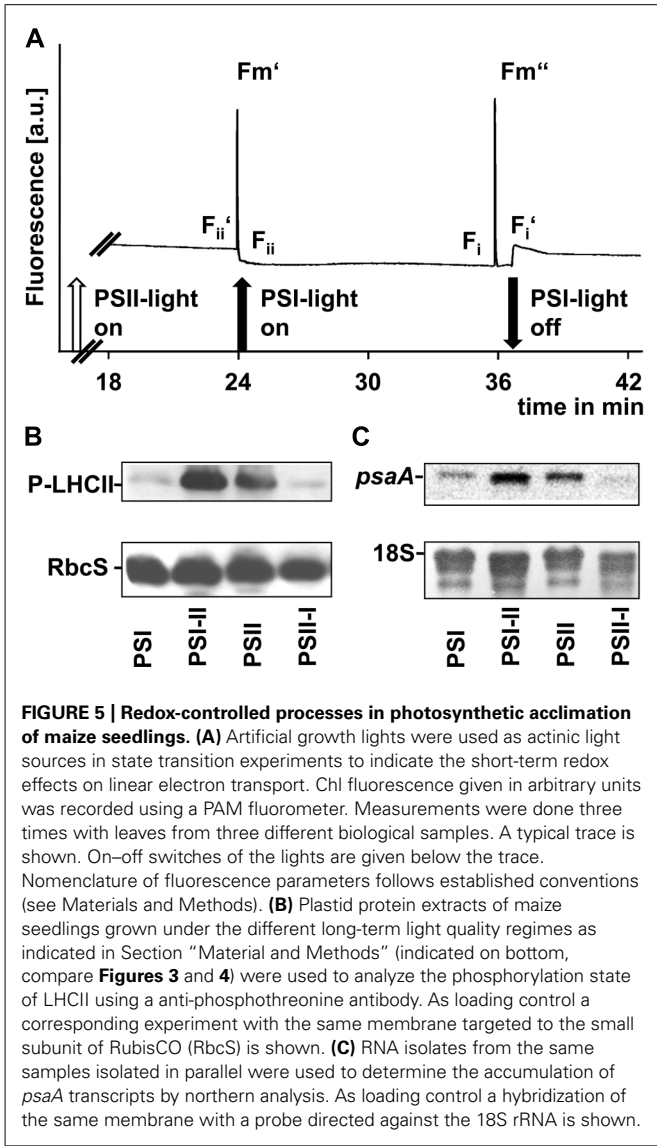 A
Fm‘
Fm“
Fluorescence [a.u.]
Fii‘
Fii
Fi
Fi‘
PSII-light
on
PSI-light
on
PSI-light
off
18
24
30
36
42
time in min
B
P-LHCII
RbcS
PSI
PSI-II
PSII
PSII-I
C
psaA
18S
PSI
PSI-II
PSII
PSII-I
FIGURE 5 | Redox-controlled processes in photosynthetic acclimation
of maize seedlings. (A) Artificial growth lights were used as actinic light
sources in state transition experiments to indicate the short-term redox
effects on linear electron transport. Chl fluorescence given in arbitrary units
was recorded using a PAM fluorometer. Measurements were done three
times with leaves from three different biological samples. A typical trace is
shown. On–off switches of the lights are given below the trace.
Nomenclature of fluorescence parameters follows established conventions
(see Materials and Methods). (B) Plastid protein extracts of maize
seedlings grown under the different long-term light quality regimes as
indicated in Section “Material and Methods” (indicated on bottom,
compare Figures 3 and 4) were used to analyze the phosphorylation state
of LHCII using a anti-phosphothreonine antibody. As loading control a
corresponding experiment with the same membrane targeted to the small
subunit of RubisCO (RbcS) is shown. (C) RNA isolates from the same
samples isolated in parallel were used to determine the accumulation of
psaA transcripts by northern analysis. As loading control a hybridization of
the same membrane with a probe directed against the 18S rRNA is shown.